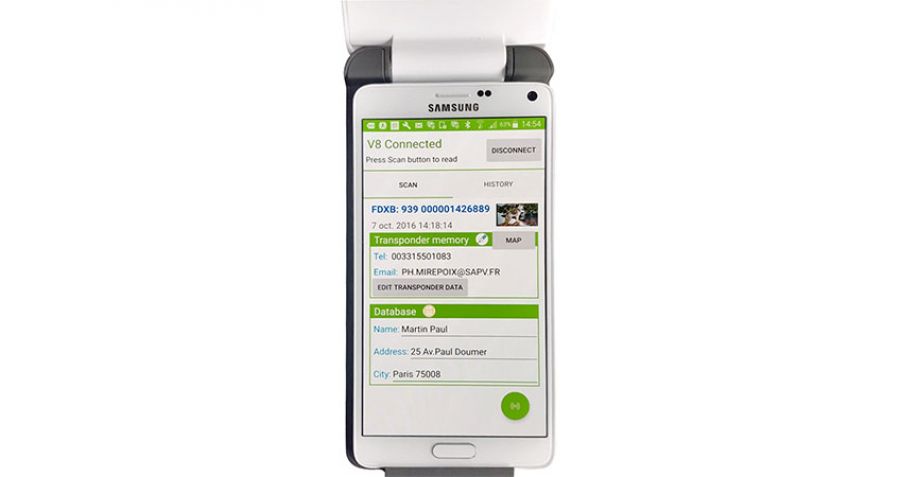 SAMSUNG
63% 14:54
V8 Connected
DISCONNECT
Press Scan button to read
SCAN HISTORY
FDXB: 939 000001426889
7 oct. 2016 14:18:14
Transponder memory MAP
Tel: 003315501083
Email: PH.MIREPOIX@SAPV.FR
EDIT TRANSPONDER DATA
Database
Name: Martin Paul
Address: 25 Av.Paul Doumer
City: Paris 75008